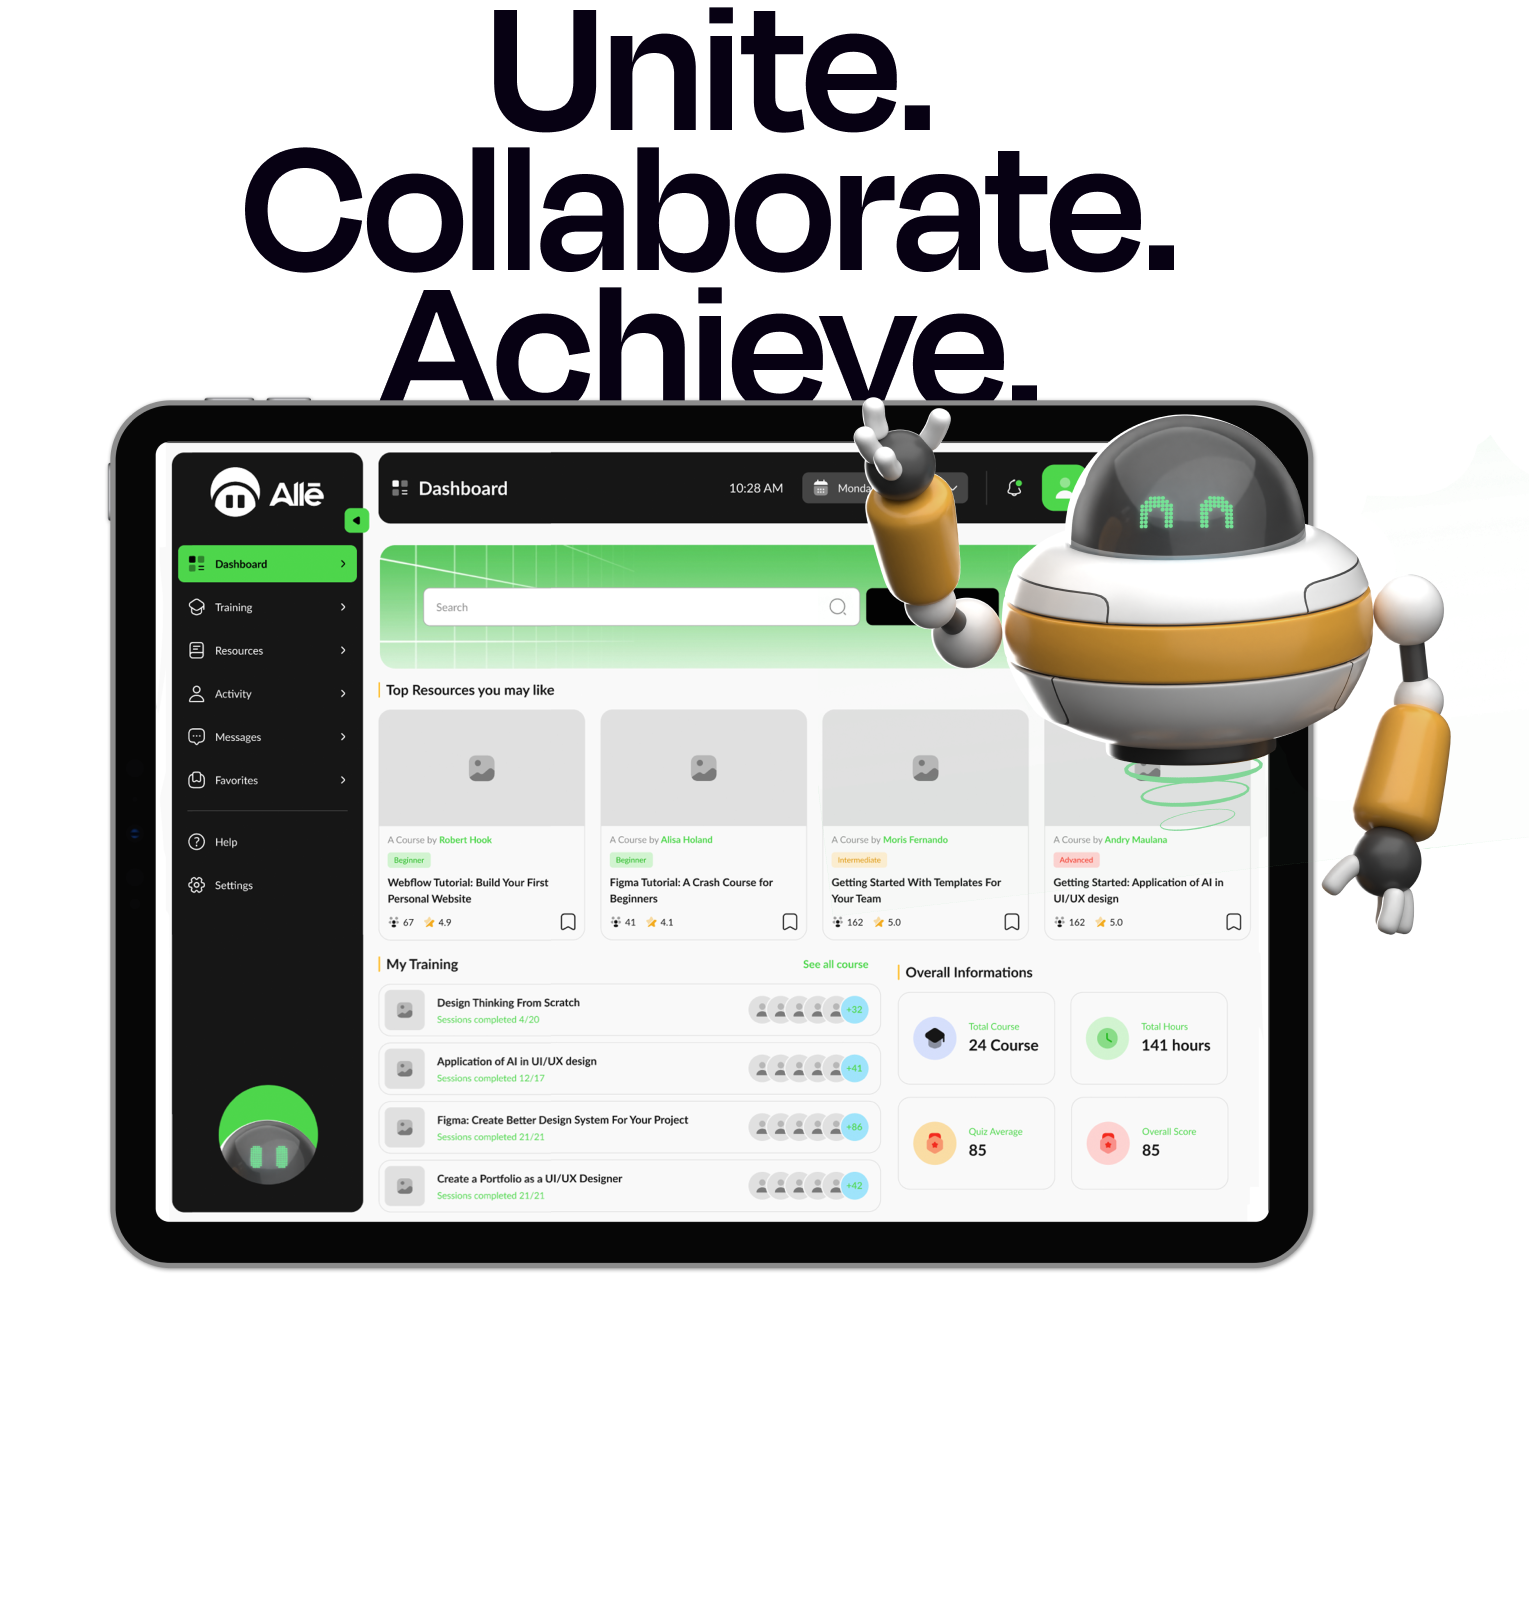 Unite.
Collaborate.
Achieve.
Allē
Dashboard
10:28 AM
Dashboard
Training
Resources
Activity
Messages
Favorites
Help
Settings
Search
Top Resources you may like
A Course by Robert Hook
Beginner
Webflow Tutorial: Build Your First
Personal Website
67 4.9
A Course by Alisa Holand
Beginner
Figma Tutorial: A Crash Course for
Beginners
41 4.1
A Course by Moris Fernando
Intermediate
Getting Started With Templates For
Your Team
162 5.0
A Course by Andry Maulana
Advanced
Getting Started: Application of AI in
UI/UX design
162 5.0
My Training
See all course
Design Thinking From Scratch
Sessions completed 4/20
+32
Application of AI in UI/UX design
Sessions completed 12/17
+41
Figma: Create Better Design System For Your Project
Sessions completed 21/21
+86
Create a Portfolio as a UI/UX Designer
Sessions completed 21/21
+42
Overall Informations
Total Course
24 Course
Total Hours
141 hours
Quiz Average
85
Overall Score
85